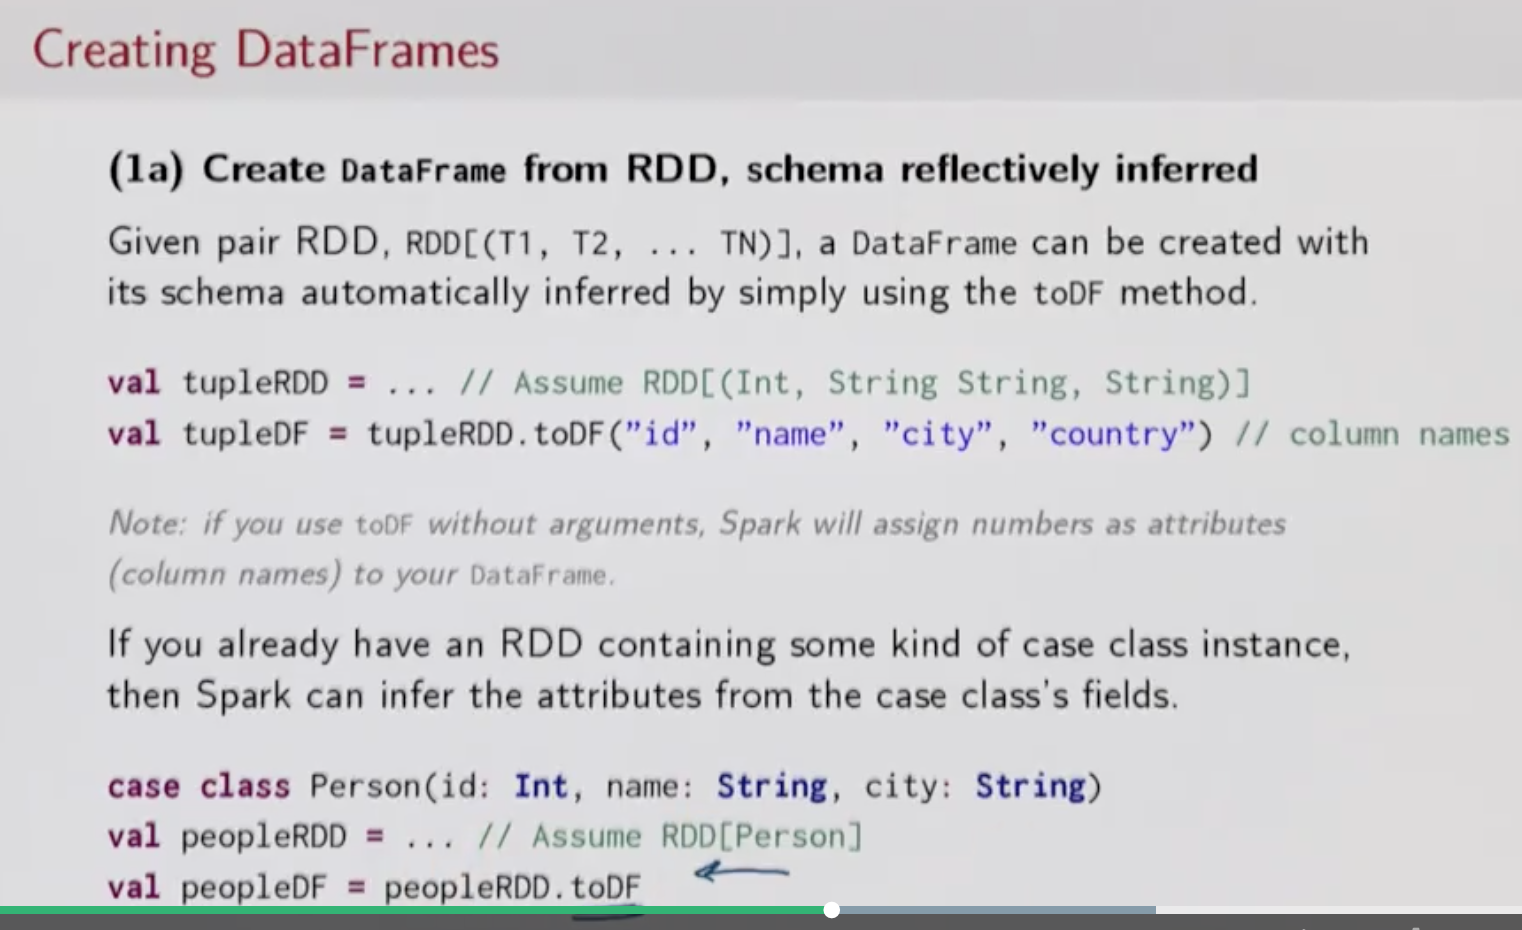 Creating DataFrames
(1a) Create DataFrame from RDD, schema reflectively inferred
Given pair RDD, RDD[(T1, T2, ... TN)], a DataFrame can be created with
its schema automatically inferred by simply using the toDF method.
val tupleRDD = ... // Assume RDD[(Int, String String, String)]
val tupleDF = tupleRDD.toDF(”id”, ”name”, ”city”, ”country”) // column names
Note: if you use toDF without arguments, Spark will assign numbers as attributes
(column names) to your DataFrame.
If you already have an RDD containing some kind of case class instance,
then Spark can infer the attributes from the case class's fields.
case class Person(id: Int, name: String, city: String)
val peopleRDD = ... // Assume RDD[Person]
val peopleDF = peopleRDD.toDF